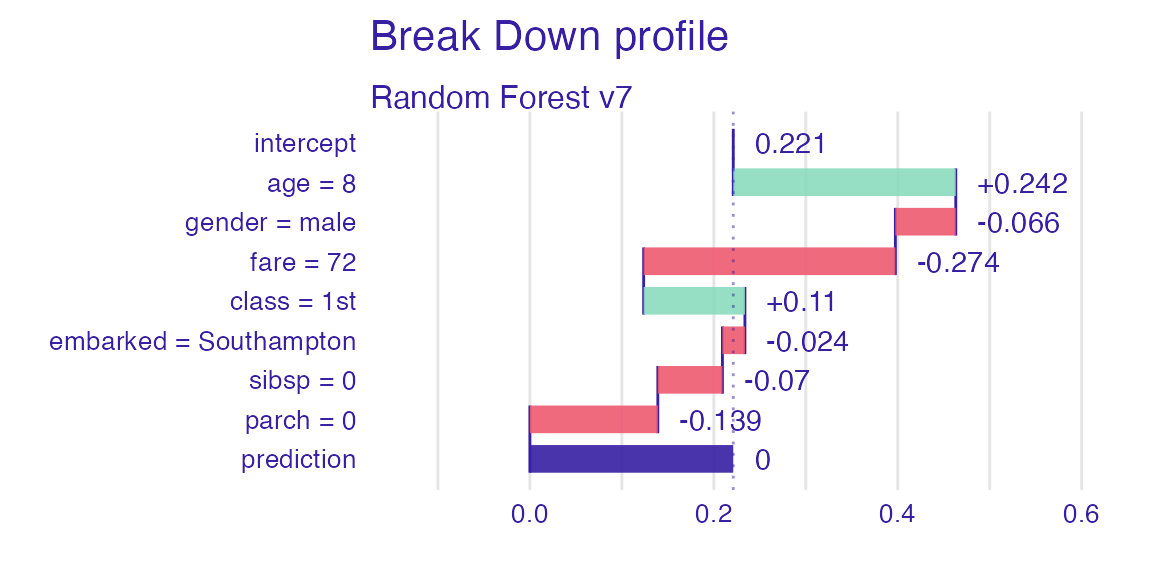 Break Down profile
Random Forest v7
intercept 0.221
age = 8 +0.242
gender = male -0.066
fare = 72 -0.274
class = 1st +0.11
embarked = Southampton -0.024
sibsp = 0 -0.07
parch = 0 -0.139
prediction 0
0.0 0.2 0.4 0.6